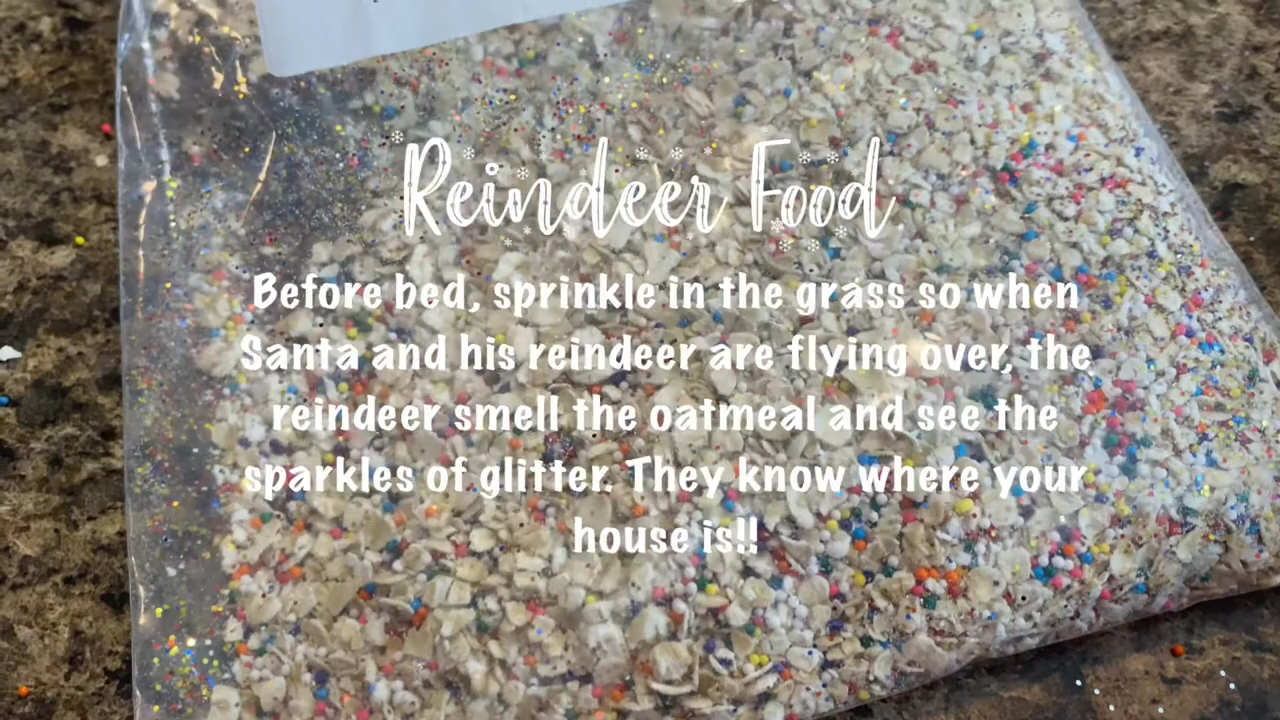 Reindeer Food
Before bed, sprinkle in the grass so when
Santa and his reindeer are flying over, the
reindeer smell the oatmeal and see the
sparkles of glitter. They know where your
house is!!